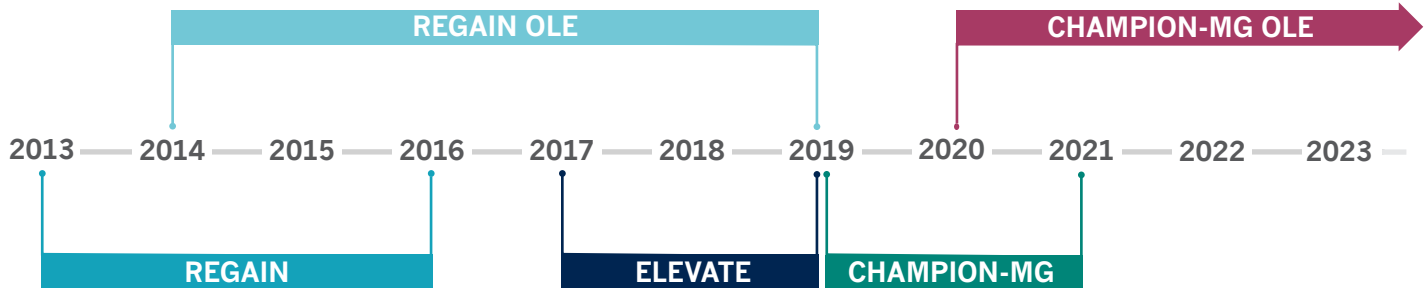 REGAIN OLE CHAMPION-MG OLE
2013 2014 2015 2016 2017 2018 2019 2020 2021 2022 2023
REGAIN ELEVATE CHAMPION-MG